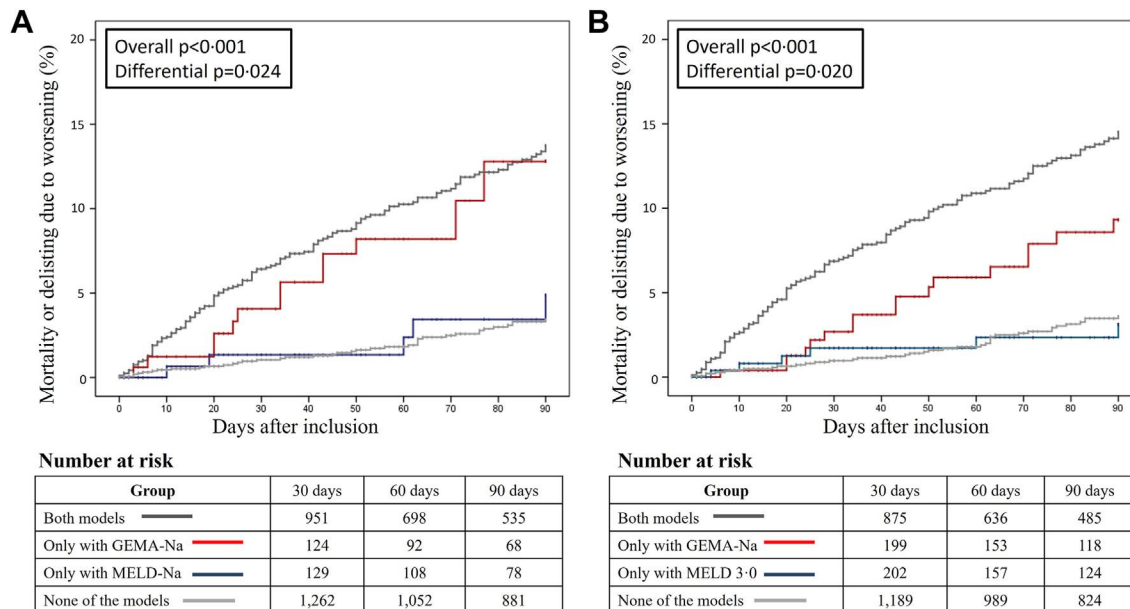 A
Overall p<0·001
Differential p=0·024
Mortality or delisting due to worsening (%)
20
15
10
5
0
0 10 20 30 40 50 60 70 80 90
Days after inclusion
Number at risk
Group 30 days 60 days 90 days
Both models 951 698 535
Only with GEMA-Na 124 92 68
Only with MELD-Na 129 108 78
None of the models 1,262 1,052 881
B
Overall p<0·001
Differential p=0·020
Mortality or delisting due to worsening (%)
20
15
10
5
0
0 10 20 30 40 50 60 70 80 90
Days after inclusion
Number at risk
Group 30 days 60 days 90 days
Both models 875 636 485
Only with GEMA-Na 199 153 118
Only with MELD 3·0 202 157 124
None of the models 1,189 989 824